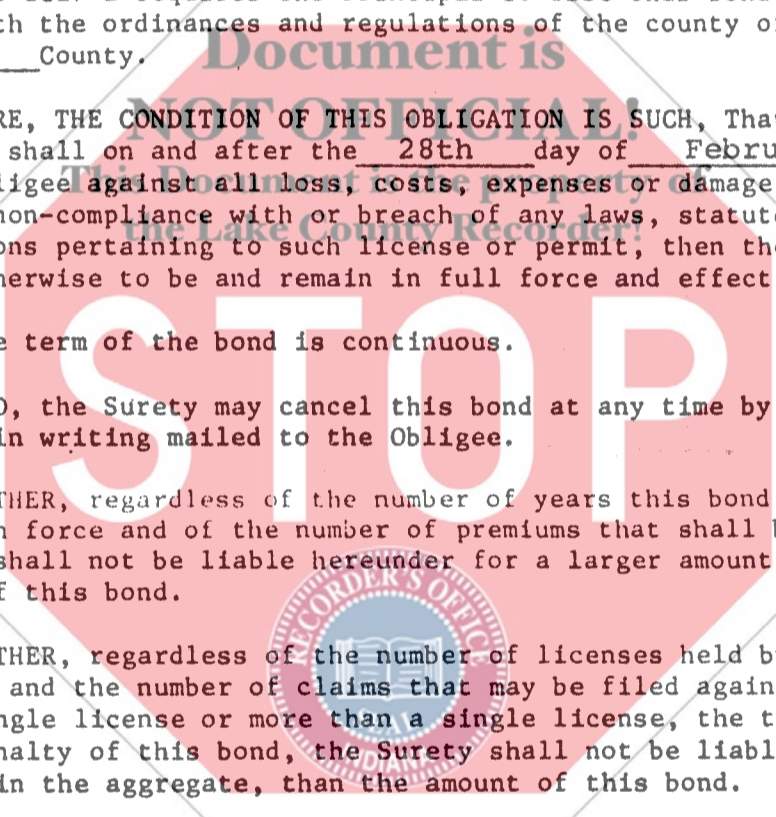 th the ordinances and regulations of the county o
____County.
Document is
NOT OFFICIAL!
This Document is the property of
the Lake County Recorder!
RE, THE CONDITION OF THIS OBLIGATION IS SUCH, Tha
shall on and after the 28th day of Febru
ligee against all loss, costs, expenses or damage
non-compliance with or breach of any laws, statut
ons pertaining to such license or permit, then th
herwise to be and remain in full force and effect
STOP
e term of the bond is continuous.
O, the Surety may cancel this bond at any time by
in writing mailed to the Obligee.
THER, regardless of the number of years this bond
n force and of the number of premiums that shall b
shall not be liable hereunder for a larger amount
f this bond.
RECORDER'S OFFICE
THER, regardless of the number of licenses held b
and the number of claims that may be filed again
ngle license or more than a single license, the t
nalty of this bond, the Surety shall not be liabl
in the aggregate, than the amount of this bond.
INDIANA